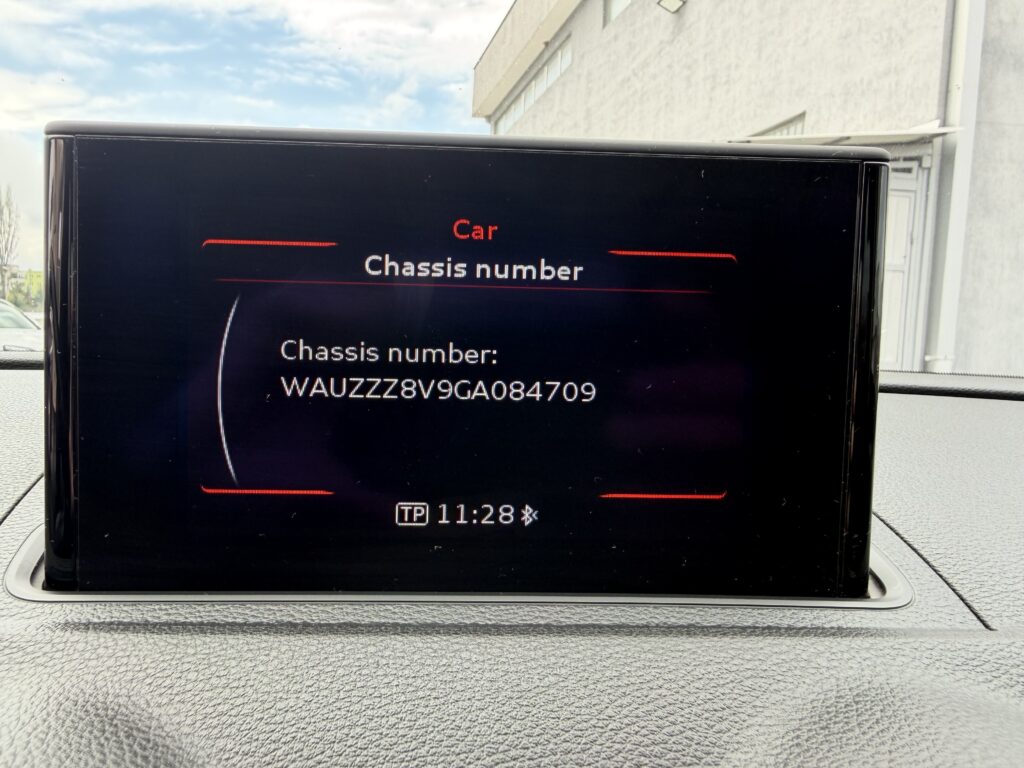 Car
Chassis number
Chassis number:
WAUZZZ8V9GA084709
TP 11:28